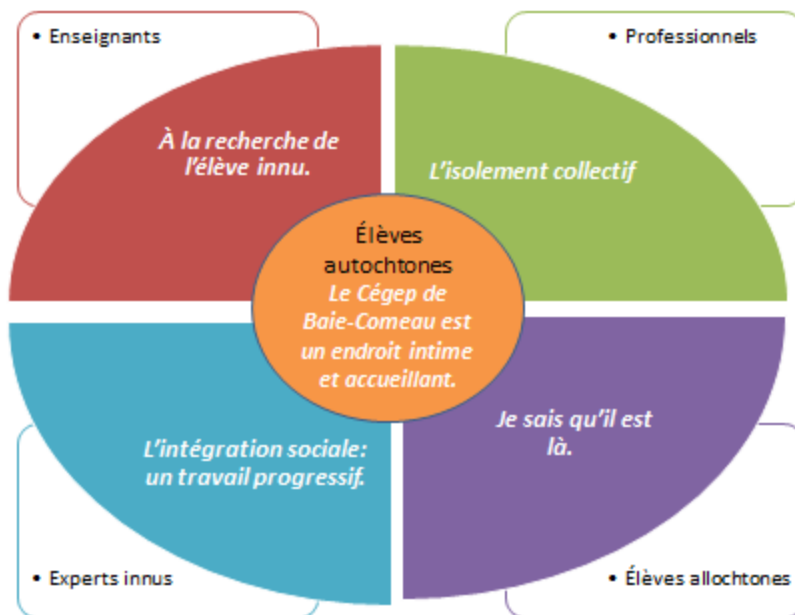 • Enseignants
• Professionnels
À la recherche de
l'élève innu.
L'isolement collectif
Élèves
autochtones
Le Cégep de
Baie-Comeau est
un endroit intime
et accueillant.
L'intégration sociale:
un travail progressif.
Je sais qu'il est
là.
• Experts innus
• Élèves allochtones